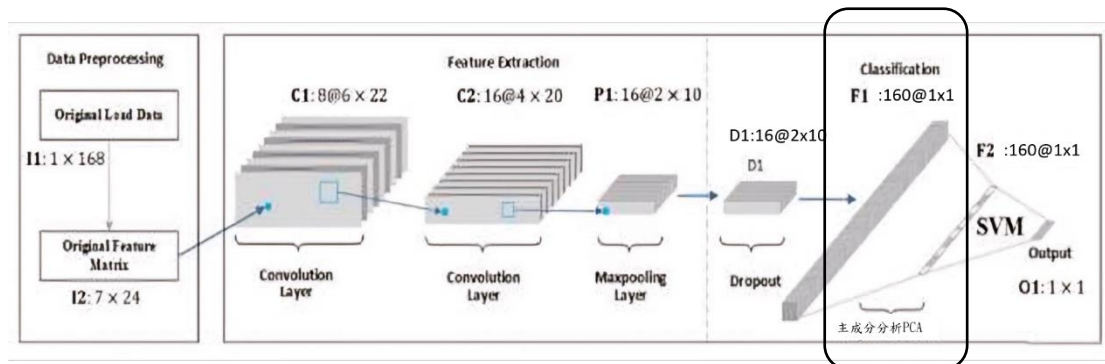 Data Preprocessing
Original Load Data
I1: 1 × 168
Original Feature
Matrix
I2: 7 × 24
Feature Extraction
C1: 8@6 × 22
C2: 16@4 × 20
P1: 16@2 × 10
Convolution
Layer
Convolution
Layer
Maxpooling
Layer
D1:16@2x10
D1
Dropout
Classification
F1 :160@1x1
F2 :160@1x1
SVM
Output
O1: 1 × 1
主成分分析PCA